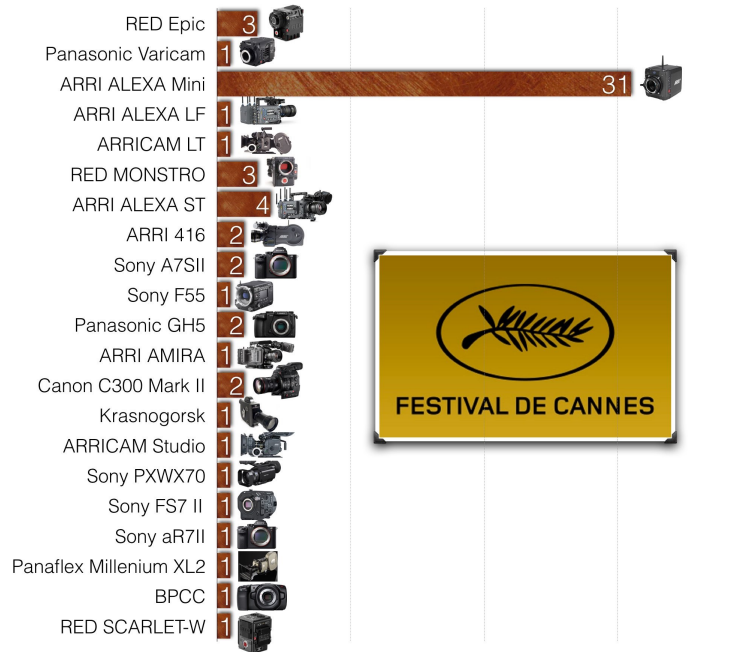 RED Epic 3
Panasonic Varicam 1
ARRI ALEXA Mini 31
ARRI ALEXA LF 1
ARRICAM LT 1
RED MONSTRO 3
ARRI ALEXA ST 4
ARRI 416 2
Sony A7SII 2
Sony F55 1
Panasonic GH5 2
ARRI AMIRA 1
Canon C300 Mark II 2
Krasnogorsk 1
ARRICAM Studio 1
Sony PXWX70 1
Sony FS7 II 1
Sony aR7II 1
Panaflex Millenium XL2 1
BPCC 1
RED SCARLET-W 1
FESTIVAL DE CANNES